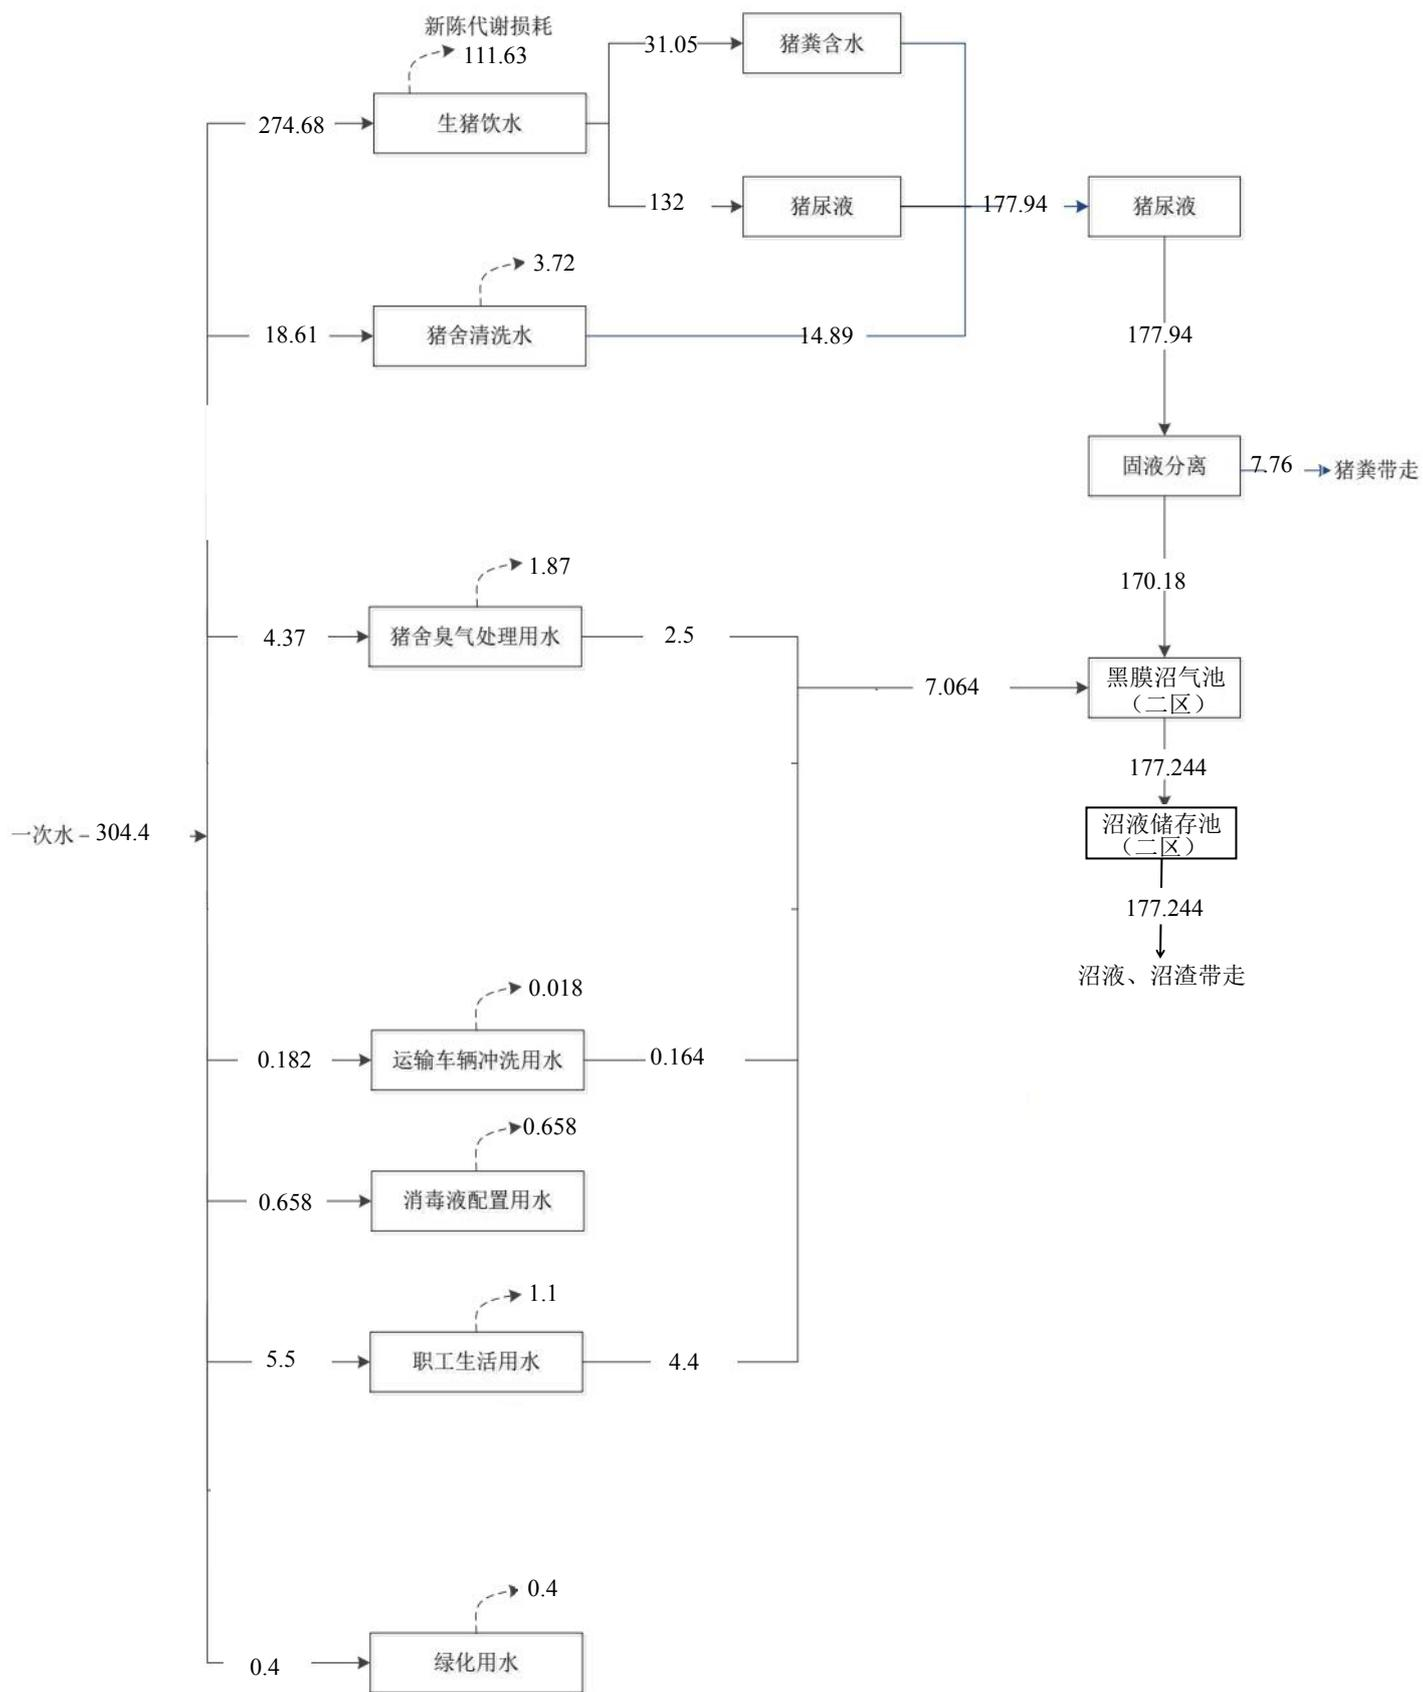 新陈代谢损耗
111.63
31.05
猪粪含水
274.68
生猪饮水
132
猪尿液
177.94
猪尿液
3.72
18.61
猪舍清洗水
14.89
177.94
固液分离
7.76
猪粪带走
1.87
170.18
4.37
猪舍臭气处理用水
2.5
7.064
黑膜沼气池
（二区）
177.244
一次水
304.4
沼液储存池
（二区）
177.244
沼液、沼渣带走
0.018
0.182
运输车辆冲洗用水
0.164
0.658
0.658
消毒液配置用水
1.1
5.5
职工生活用水
4.4
0.4
0.4
绿化用水